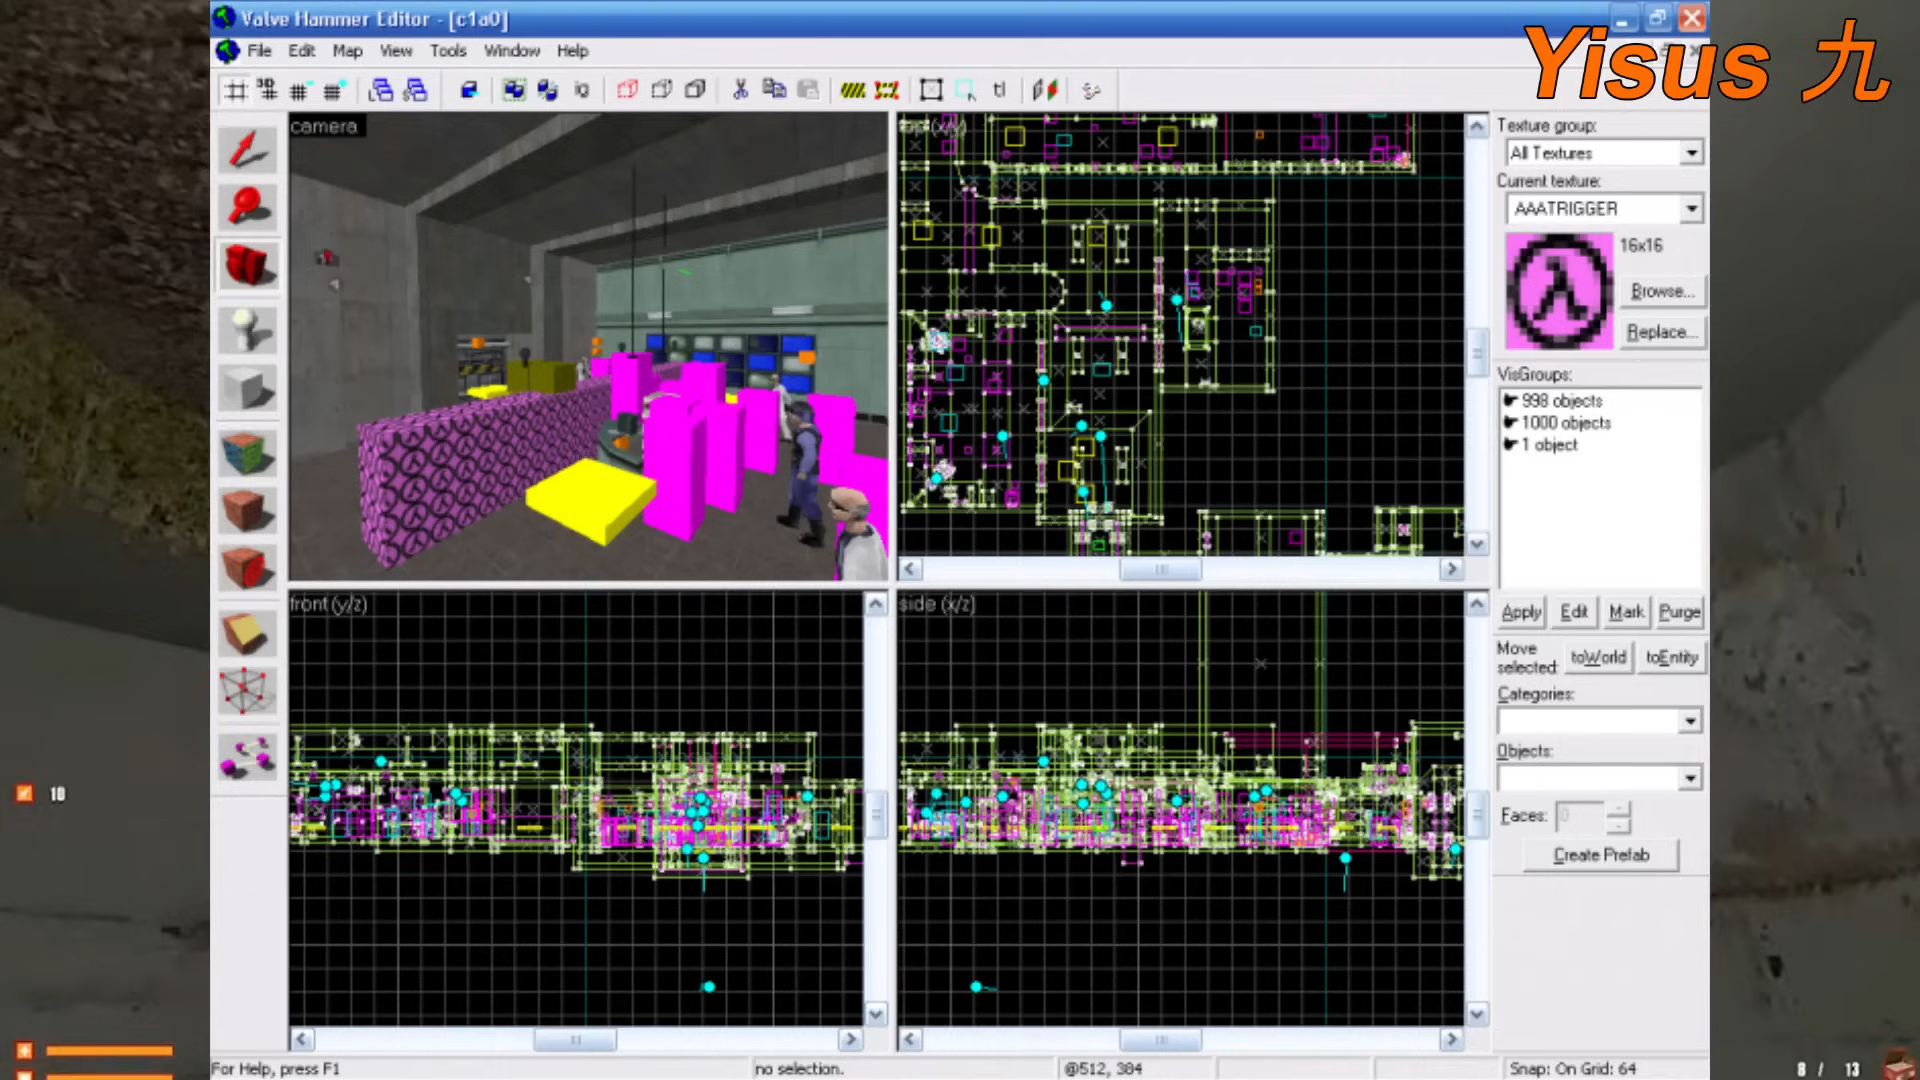 Valve Hammer Editor - [c1a0]
Yisus 九
File Edit Map View Tools Window Help
camera
front (y/z)
side (x/z)
Texture group:
All Textures
Current texture:
AAATRIGGER
16x16
Browse...
Replace...
VisGroups:
998 objects
1000 objects
1 object
Apply Edit Mark Purge
Move
selected:
toWorld toEntity
Categories:
Objects:
Faces: 0
Create Prefab
For Help, press F1
no selection.
@512, 384
Snap: On Grid: 64
10
8 / 13